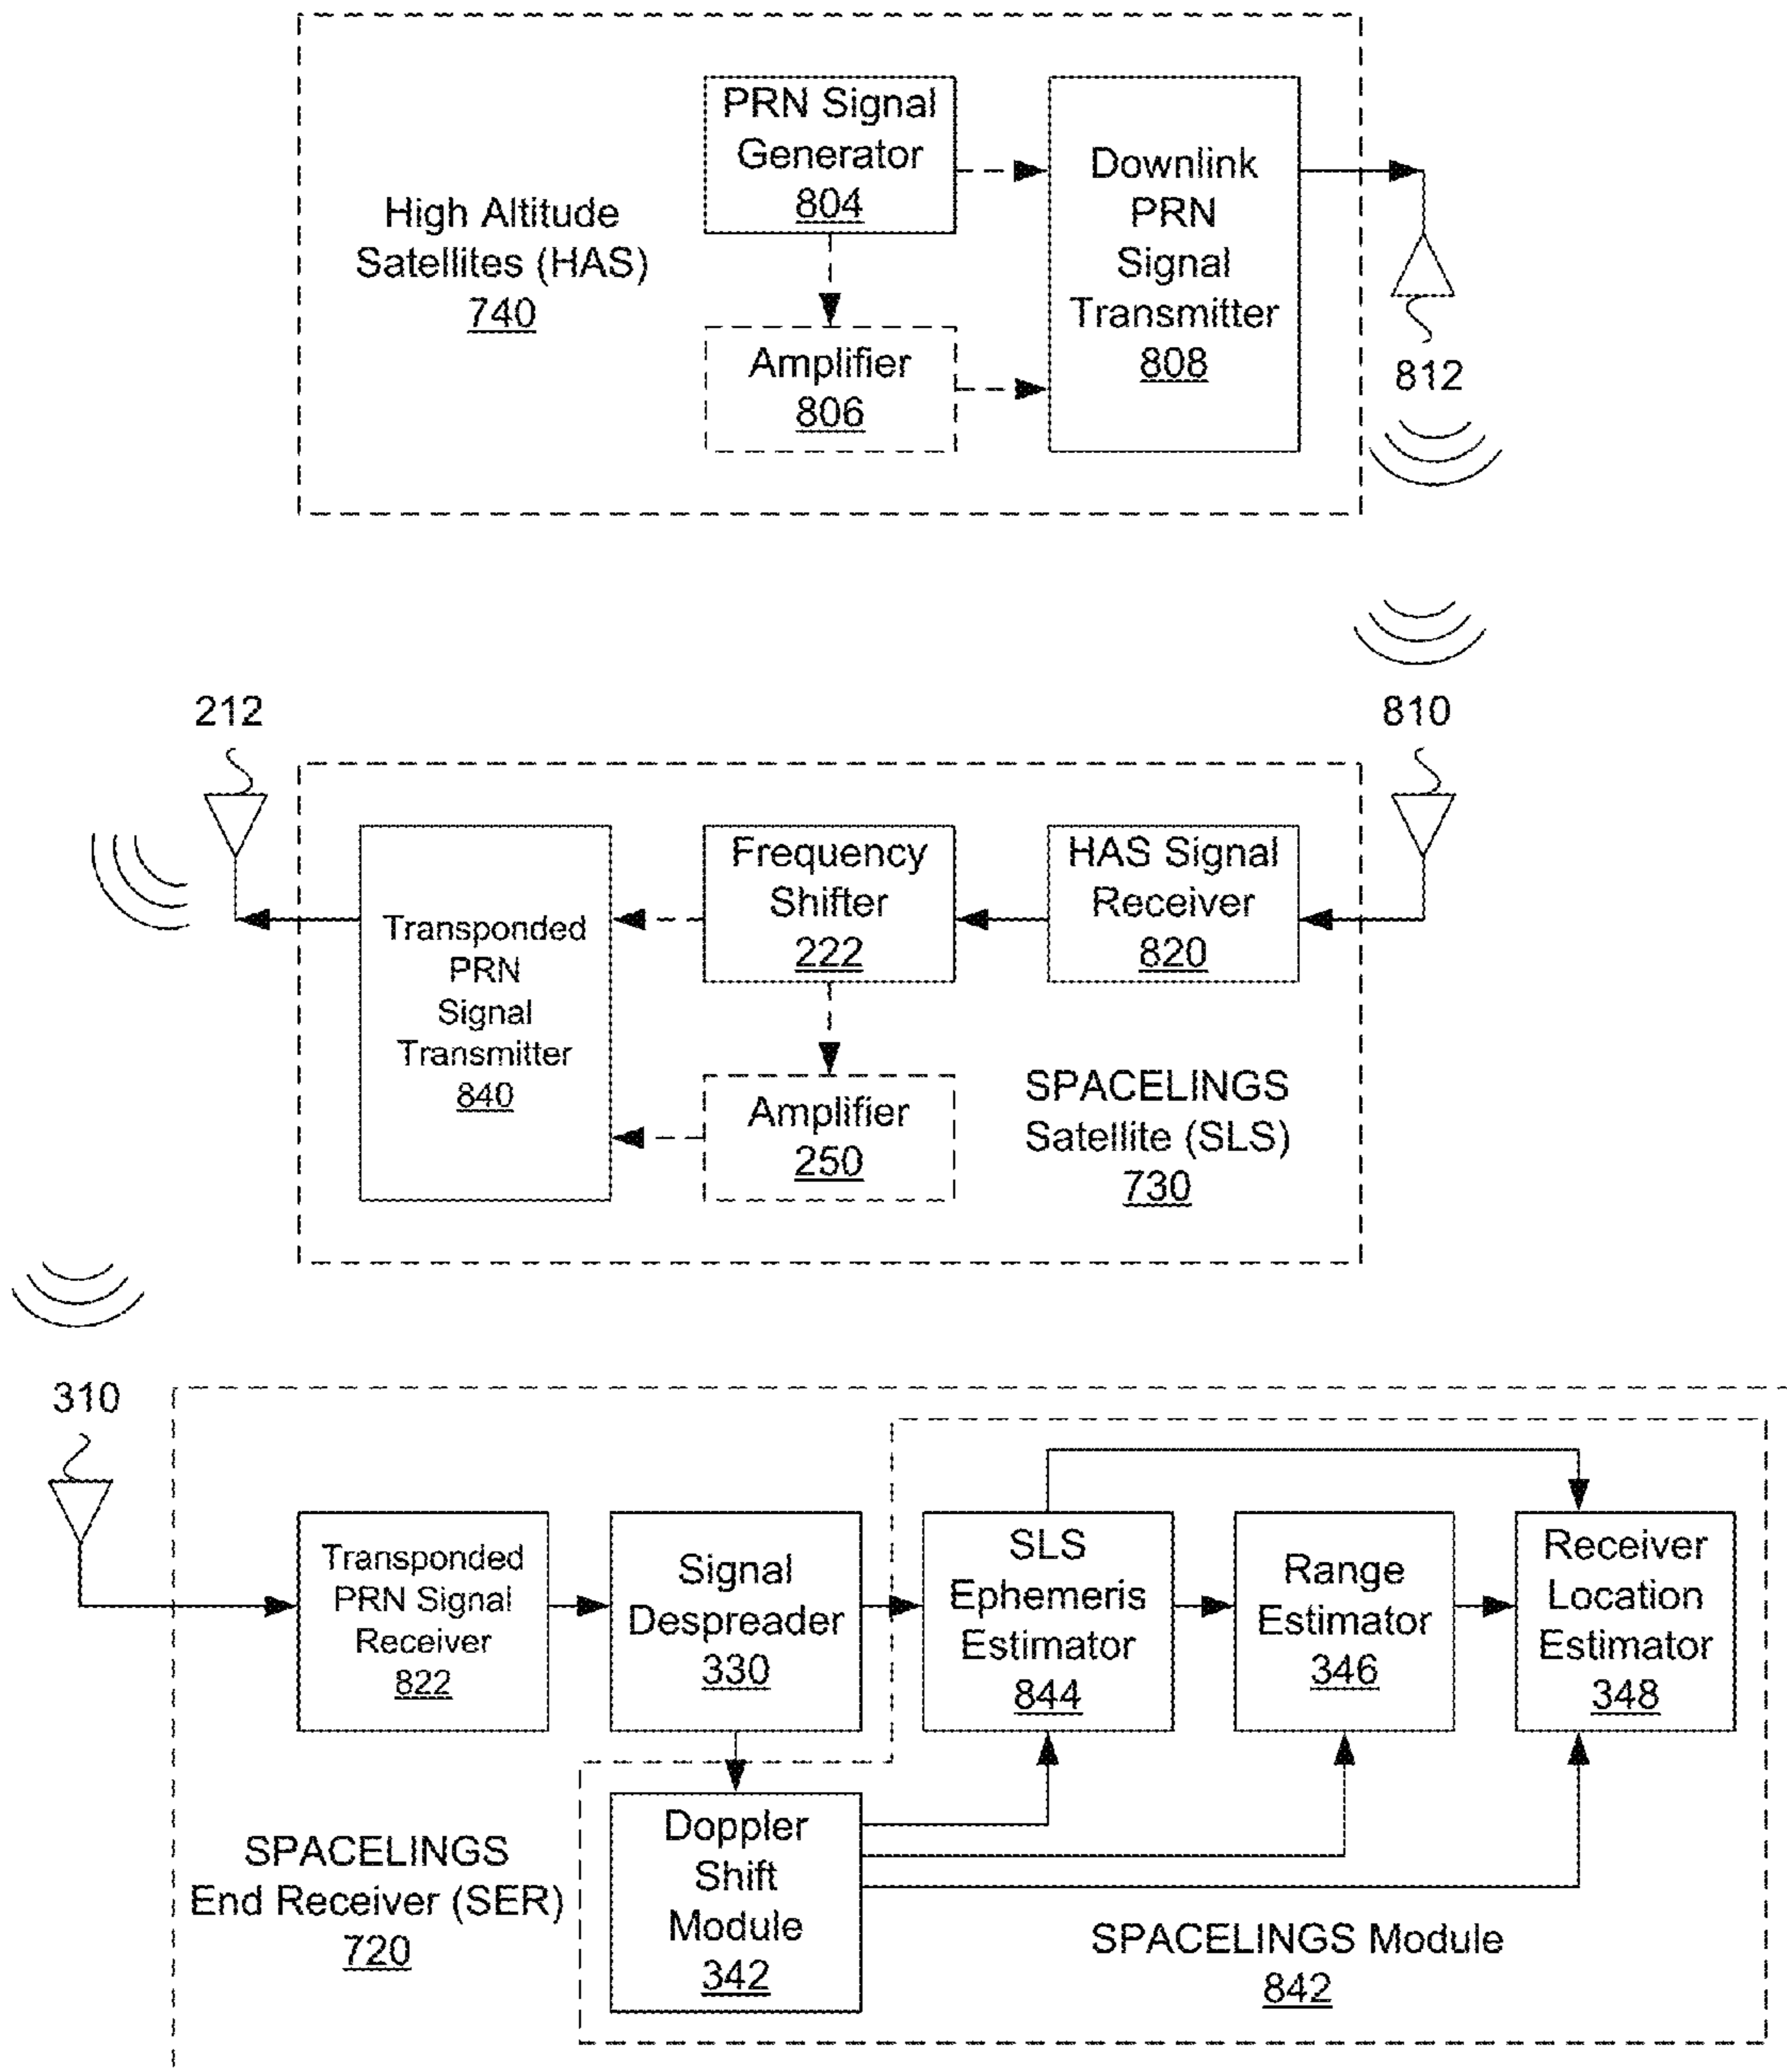 PRN Signal
Generator
804
Downlink
PRN
Signal
Transmitter
808
High Altitude
Satellites (HAS)
740
Amplifier
806
812
212
810
Frequency
Shifter
222
HAS Signal
Receiver
820
Transponded
PRN
Signal
Transmitter
840
Amplifier
250
SPACELINGS
Satellite (SLS)
730
310
Transponded
PRN Signal
Receiver
822
Signal
Despreader
330
SLS
Ephemeris
Estimator
844
Range
Estimator
346
Receiver
Location
Estimator
348
Doppler
Shift
Module
342
SPACELINGS
End Receiver (SER)
720
SPACELINGS Module
842